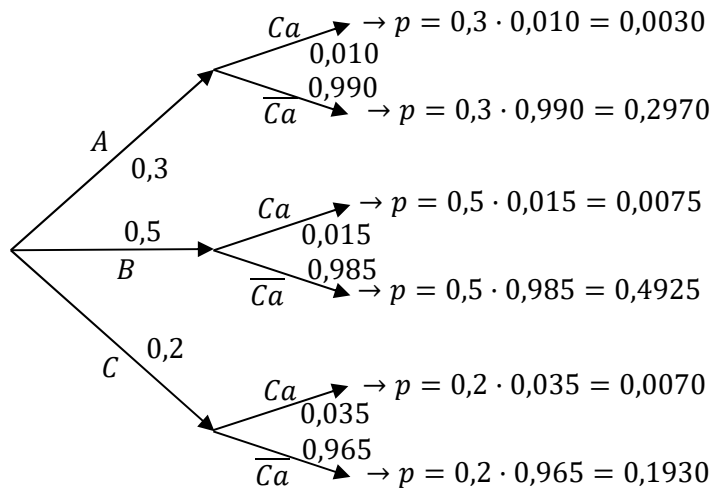 Ca → p = 0,3 · 0,010 = 0,0030
0,010
0,990
C̅a̅ → p = 0,3 · 0,990 = 0,2970
A
0,3
Ca → p = 0,5 · 0,015 = 0,0075
0,5
0,015
B
0,985
C̅a̅ → p = 0,5 · 0,985 = 0,4925
0,2
C
Ca → p = 0,2 · 0,035 = 0,0070
0,035
0,965
C̅a̅ → p = 0,2 · 0,965 = 0,1930